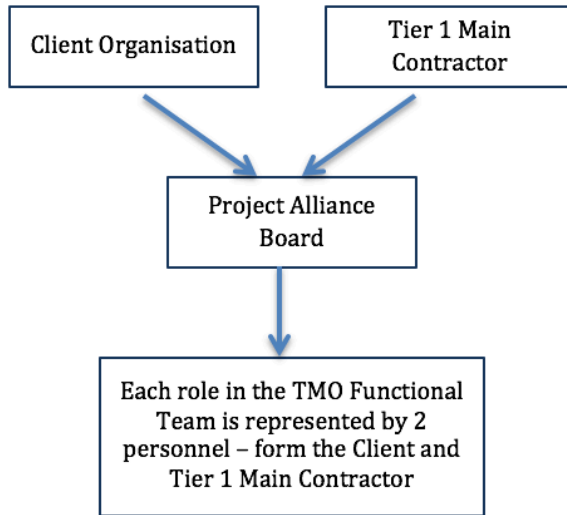 Client Organisation
Tier 1 Main
Contractor
Project Alliance
Board
Each role in the TMO Functional
Team is represented by 2
personnel – form the Client and
Tier 1 Main Contractor